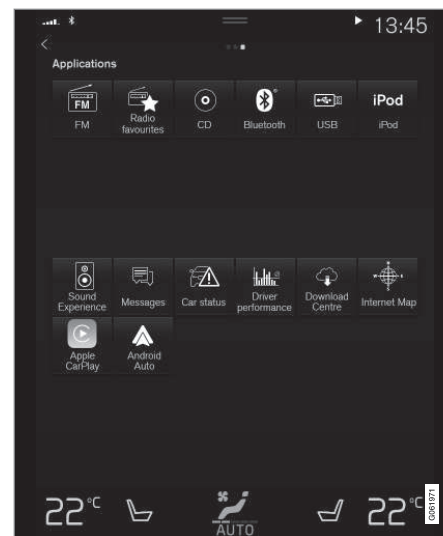 13:45
Applications
FM
FM
Radio
favourites
CD
Bluetooth
USB
iPod
iPod
Sound
Experience
Messages
Car status
Driver
performance
Download
Centre
Internet Map
Apple
CarPlay
Android
Auto
22°C
AUTO
22°C
G061971